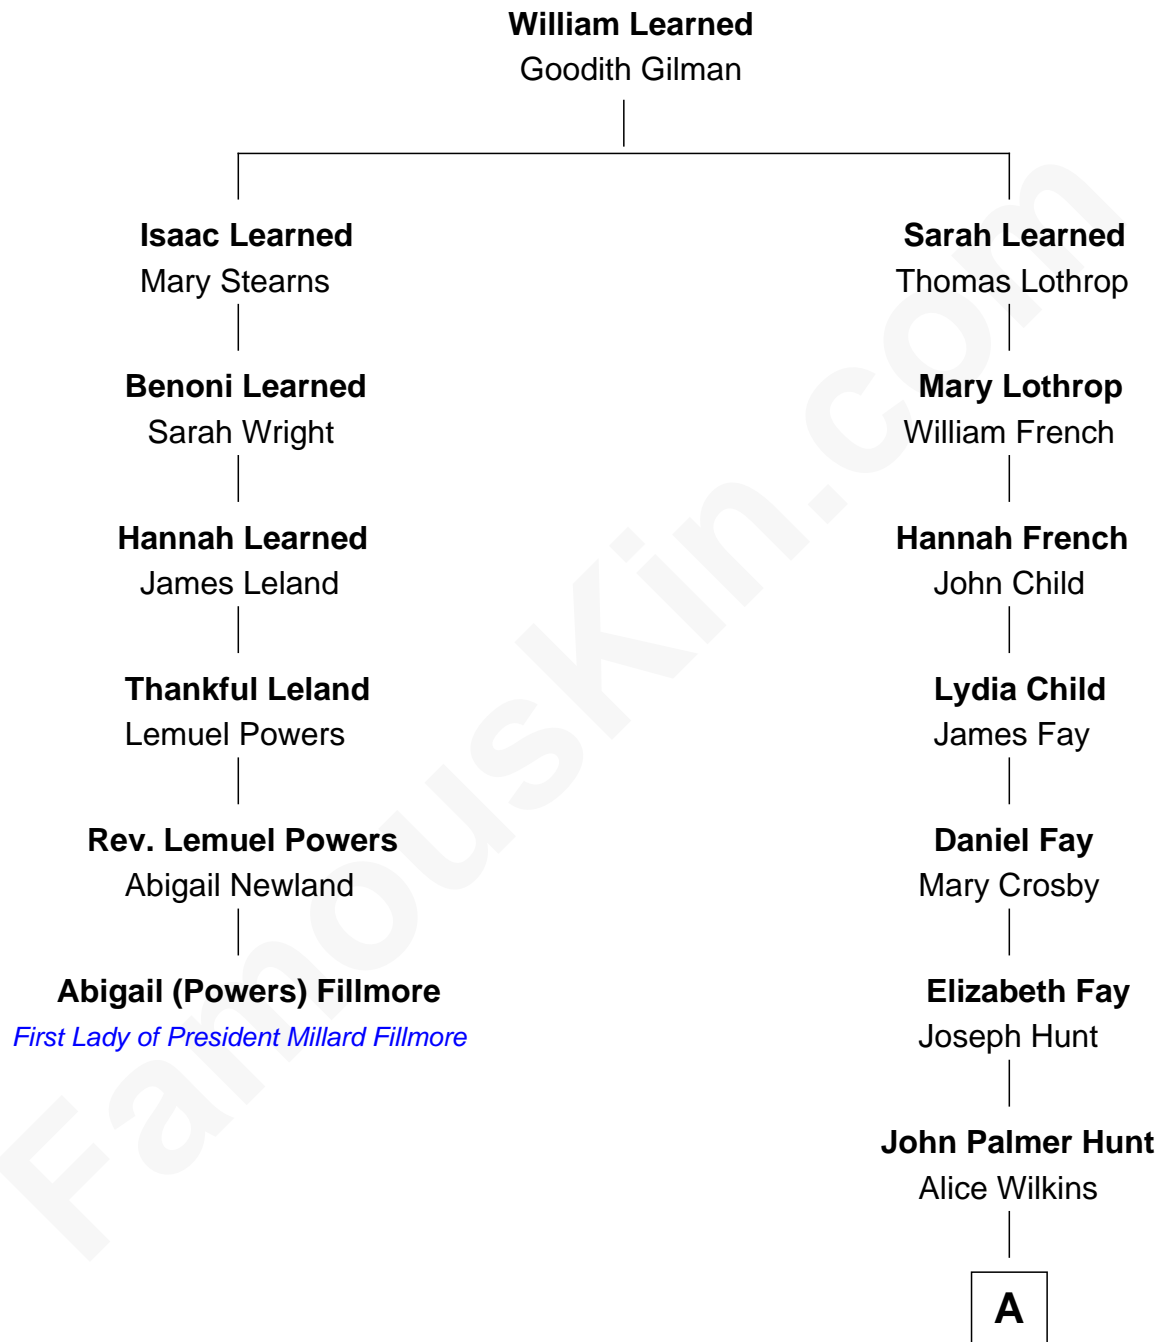 William Learned
Goodith Gilman
Isaac Learned
Mary Stearns
Sarah Learned
Thomas Lothrop
Benoni Learned
Sarah Wright
Mary Lothrop
William French
Hannah Learned
James Leland
Hannah French
John Child
Thankful Leland
Lemuel Powers
Lydia Child
James Fay
Rev. Lemuel Powers
Abigail Newland
Daniel Fay
Mary Crosby
Abigail (Powers) Fillmore
First Lady of President Millard Fillmore
Elizabeth Fay
Joseph Hunt
John Palmer Hunt
Alice Wilkins
A
FamousKin.com